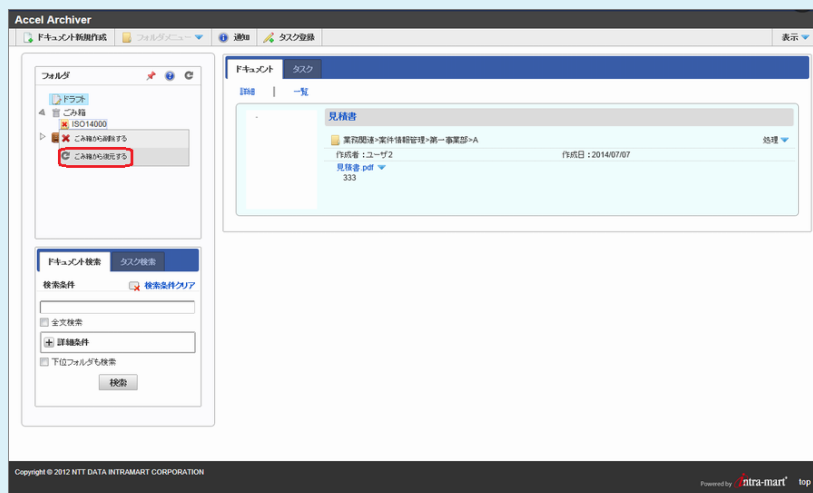 Accel Archiver
ドキュメント新規作成 フォルダメニュー 通知 タスク登録 表示
フォルダ
ドラフト
ごみ箱
ISO14000
ごみ箱から削除する
ごみ箱から復元する
ドキュメント タスク
詳細 | 一覧
-
見積書
業務関連>案件情報管理>第一事業部>A 処理
作成者：ユーザ2 作成日：2014/07/07
見積書.pdf
333
ドキュメント検索 タスク検索
検索条件 検索条件クリア
全文検索
詳細条件
下位フォルダも検索
検索
Copyright © 2012 NTT DATA INTRAMART CORPORATION
Powered by intra-mart top